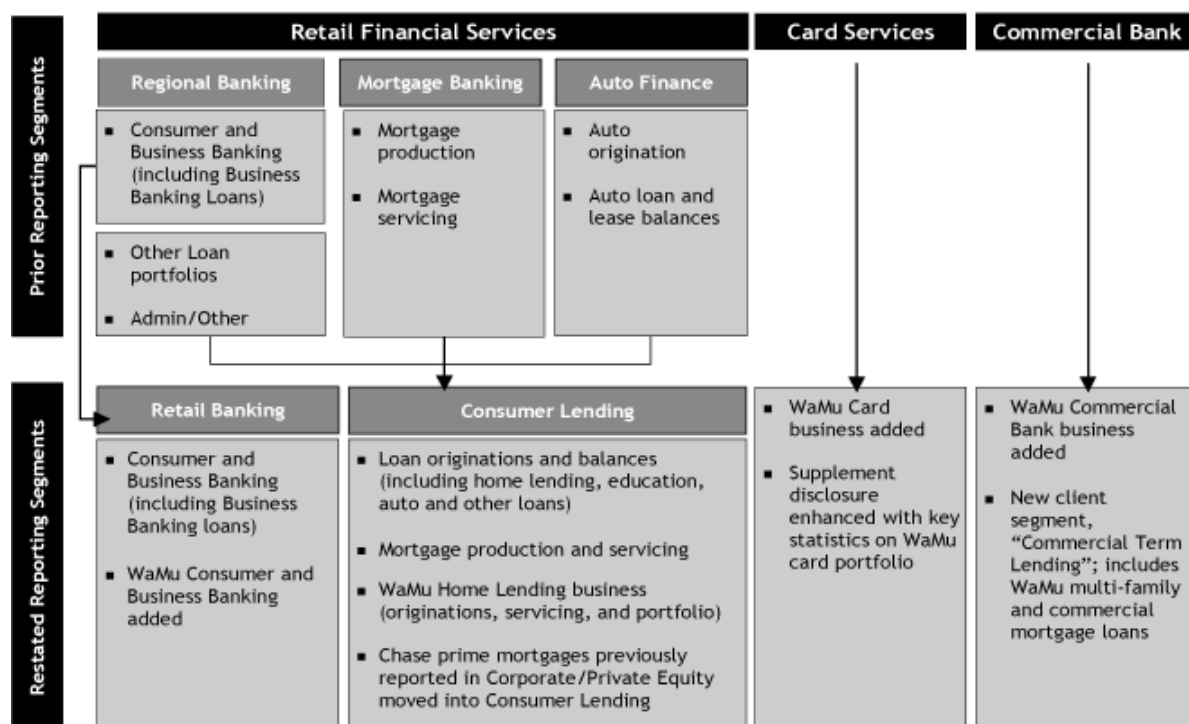 Retail Financial Services
Card Services
Commercial Bank
Prior Reporting Segments
Regional Banking
▪ Consumer and
Business Banking
(including Business
Banking Loans)
▪ Other Loan
portfolios
▪ Admin/Other
Mortgage Banking
▪ Mortgage
production
▪ Mortgage
servicing
Auto Finance
▪ Auto
origination
▪ Auto loan and
lease balances
Restated Reporting Segments
Retail Banking
▪ Consumer and
Business Banking
(including Business
Banking loans)
▪ WaMu Consumer and
Business Banking
added
Consumer Lending
▪ Loan originations and balances
(including home lending, education,
auto and other loans)
▪ Mortgage production and servicing
▪ WaMu Home Lending business
(originations, servicing, and portfolio)
▪ Chase prime mortgages previously
reported in Corporate/Private Equity
moved into Consumer Lending
▪ WaMu Card
business added
▪ Supplement
disclosure
enhanced with key
statistics on WaMu
card portfolio
▪ WaMu Commercial
Bank business
added
▪ New client
segment,
“Commercial Term
Lending”; includes
WaMu multi-family
and commercial
mortgage loans